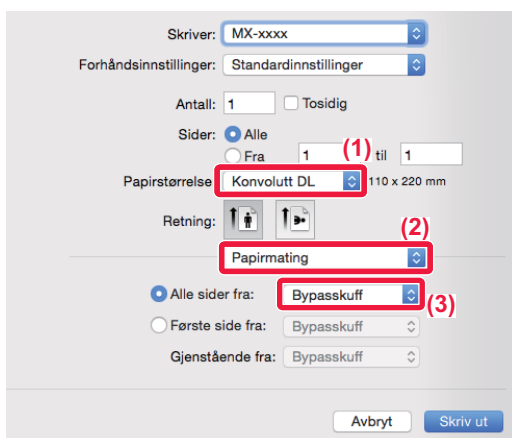 Skriver: MX-xxxx
Forhåndsinnstillinger: Standardinnstillinger
Antall: 1 Tosidig
Sider: Alle
Fra 1 til 1
(1)
Papirstørrelse Konvolutt DL 110 x 220 mm
Retning:
(2)
Papirmating
Alle sider fra: Bypasskuff
(3)
Første side fra: Bypasskuff
Gjenstående fra: Bypasskuff
Avbryt Skriv ut